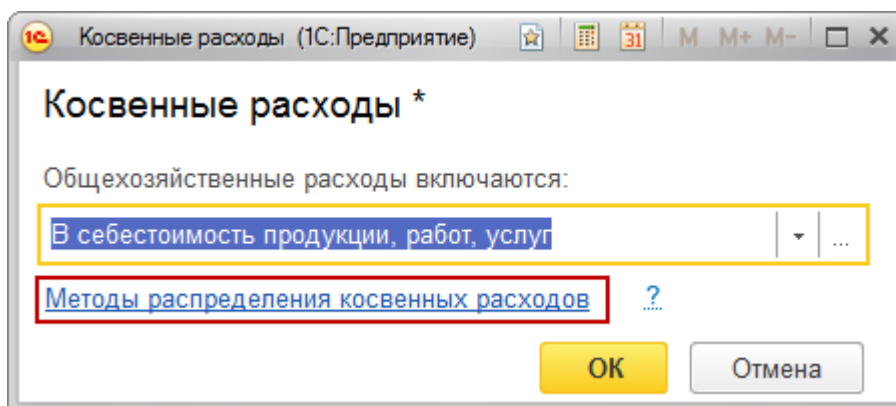 1С Косвенные расходы (1С:Предприятие) 31 M M+ M-
Косвенные расходы *
Общехозяйственные расходы включаются:
В себестоимость продукции, работ, услуг ...
Методы распределения косвенных расходов ?
ОК Отмена